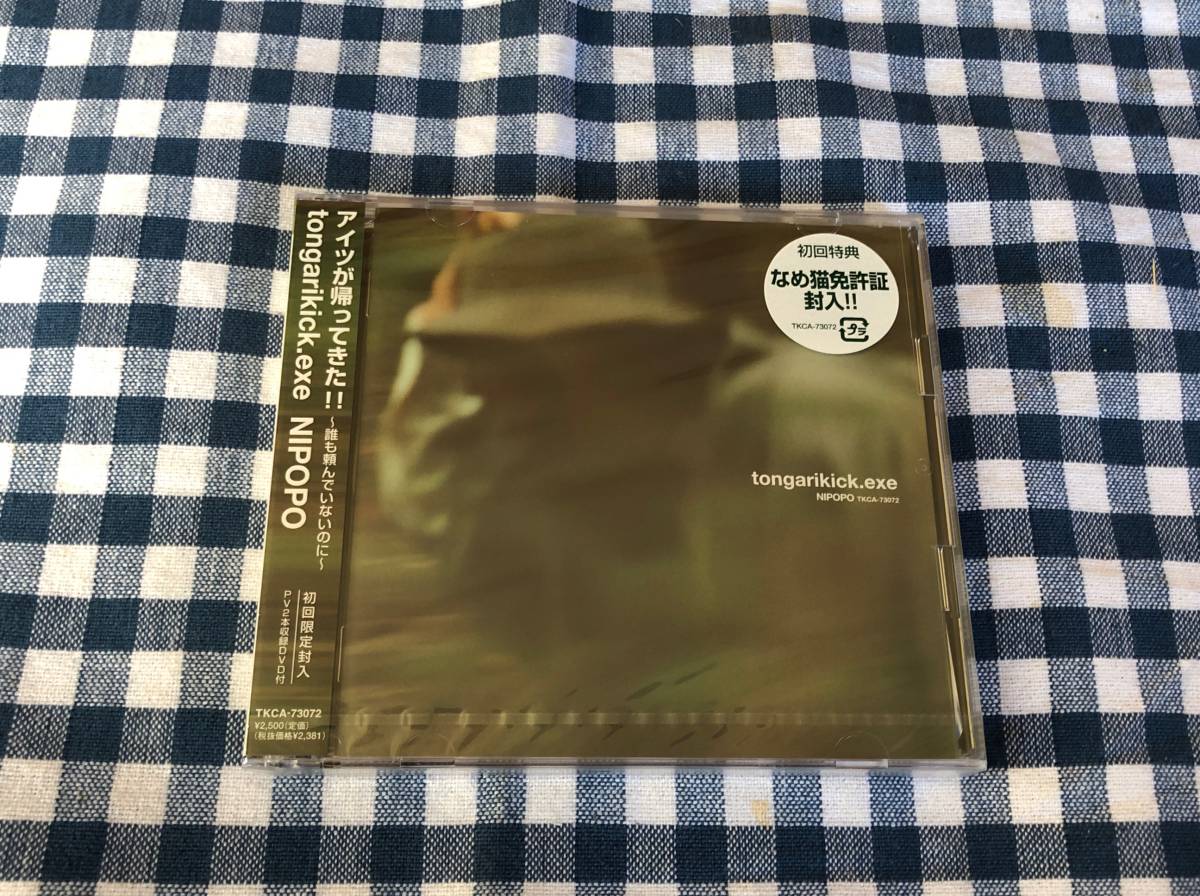 アイツが帰ってきた!! ～誰も頼んでいないのに～
tongarikick.exe NIPOPO
初回限定封入
PV2本収録DVD付
TKCA-73072
¥2,500(定価)
(税抜価格¥2,381)
初回特典
なめ猫免許証
封入!!
TKCA-73072 プラ
tongarikick.exe
NIPOPO TKCA-73072